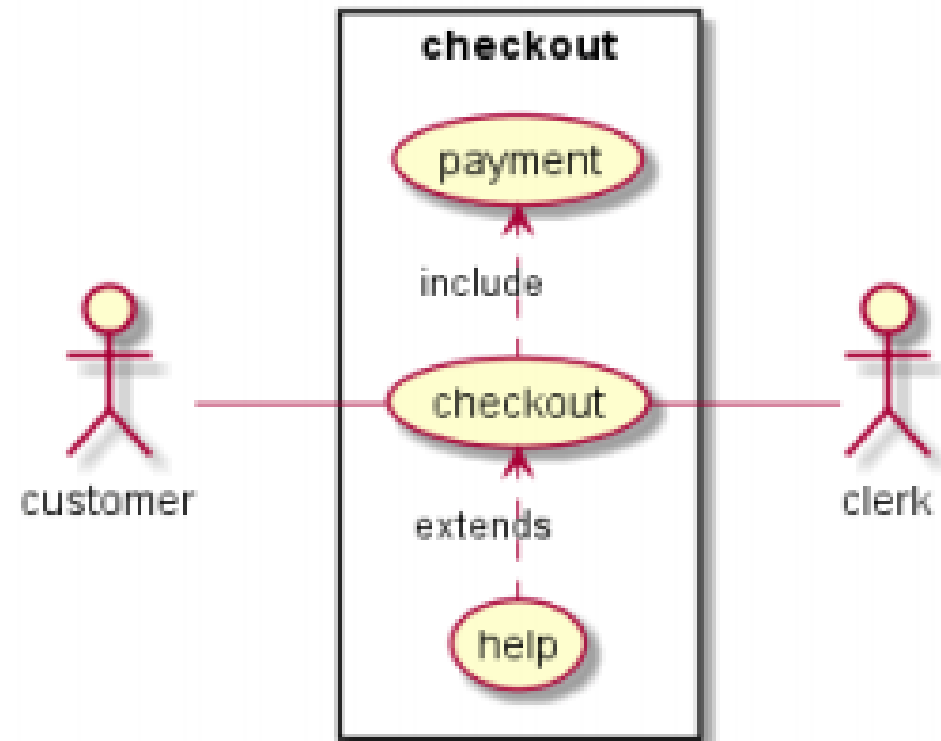 checkout
payment
include
checkout
customer
clerk
extends
help